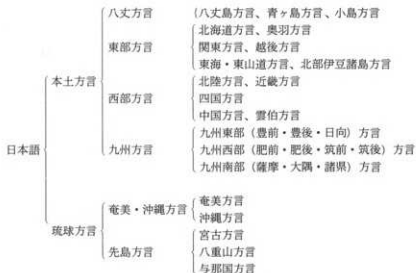 八丈方言 (八丈島方言、青ヶ島方言、小島方言
北海道方言、奥羽方言
東部方言 関東方言、越後方言
東海・東山道方言、北部伊豆諸島方言
本土方言
北陸方言、近畿方言
西部方言 四国方言
中国方言、雲伯方言
九州東部（豊前・豊後・日向）方言
日本語 九州方言 九州西部（肥前・肥後・筑前・筑後）方言
九州南部（薩摩・大隅・諸県）方言
奄美・沖縄方言 奄美方言
沖縄方言
琉球方言
宮古方言
先島方言 八重山方言
与那国方言